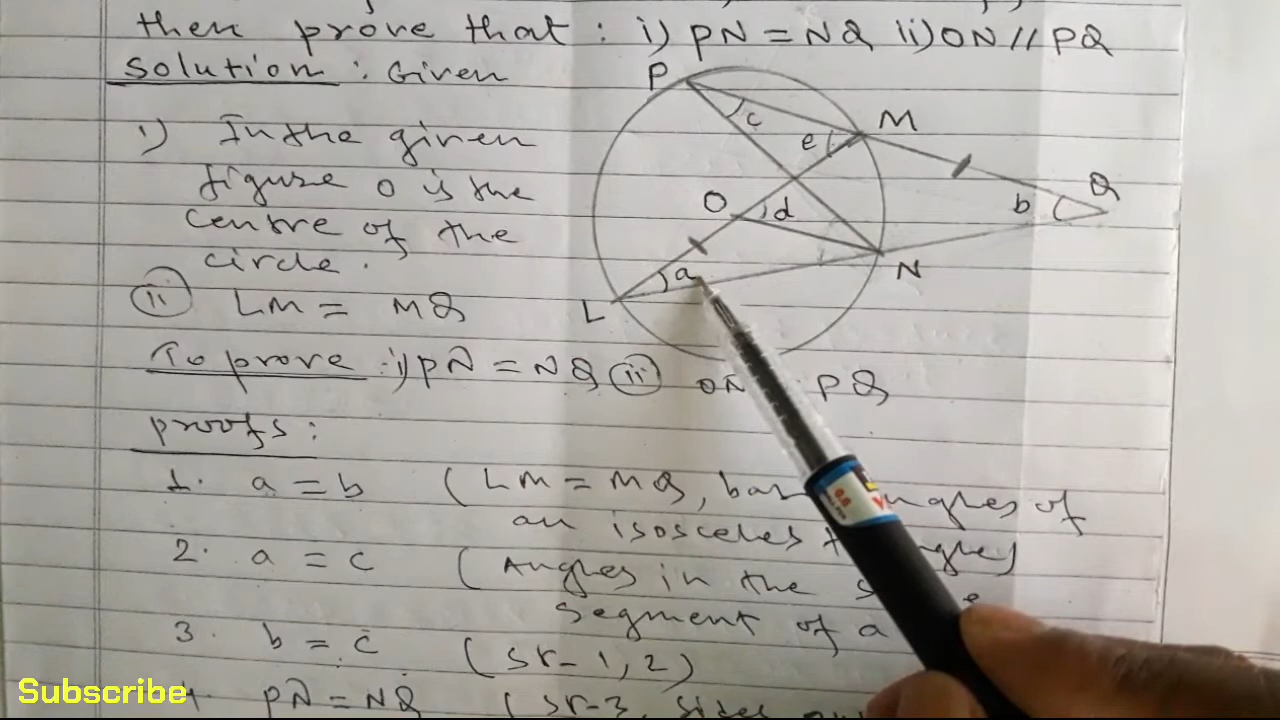 then prove that : i) PN = NQ ii) ON // PQ
solution : Given
i) In the given
figure O is the
centre of the
circle.
ii) LM = MQ
To prove : i) PN = NQ ii) ON PQ
proofs :
1. a = b ( LM = MQ, angles of
an isosceles
2. a = c ( Angles in the
segment of a
3. b = c ( sr-1, 2 )
4. PN = NQ ( sr-3, sides
P
c
M
e
O
d
b
Q
a
N
L
Subscribe